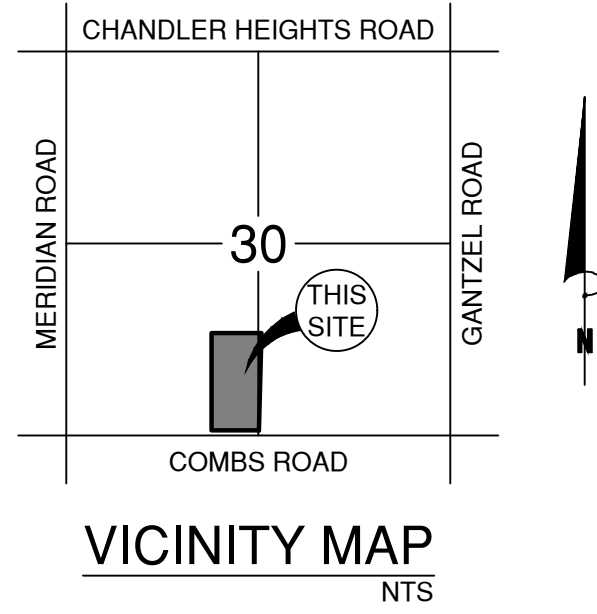 CHANDLER HEIGHTS ROAD
MERIDIAN ROAD
GANTZEL ROAD
30
THIS
SITE
N
COMBS ROAD
VICINITY MAP
NTS